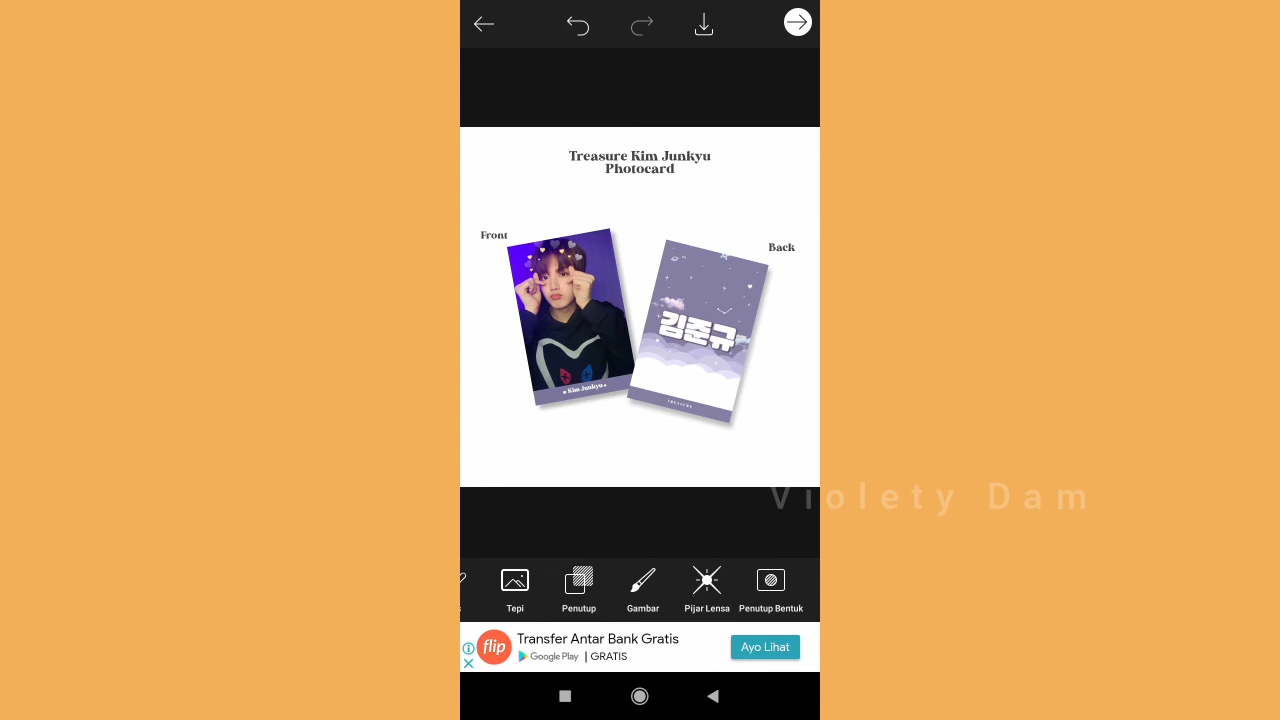 Treasure Kim Junkyu
Photocard
Front
Back
김준규
Kim Junkyu
TREASURE
Violety Dam
Tepi
Penutup
Gambar
Pijar Lensa
Penutup Bentuk
flip
Transfer Antar Bank Gratis
Google Play | GRATIS
Ayo Lihat